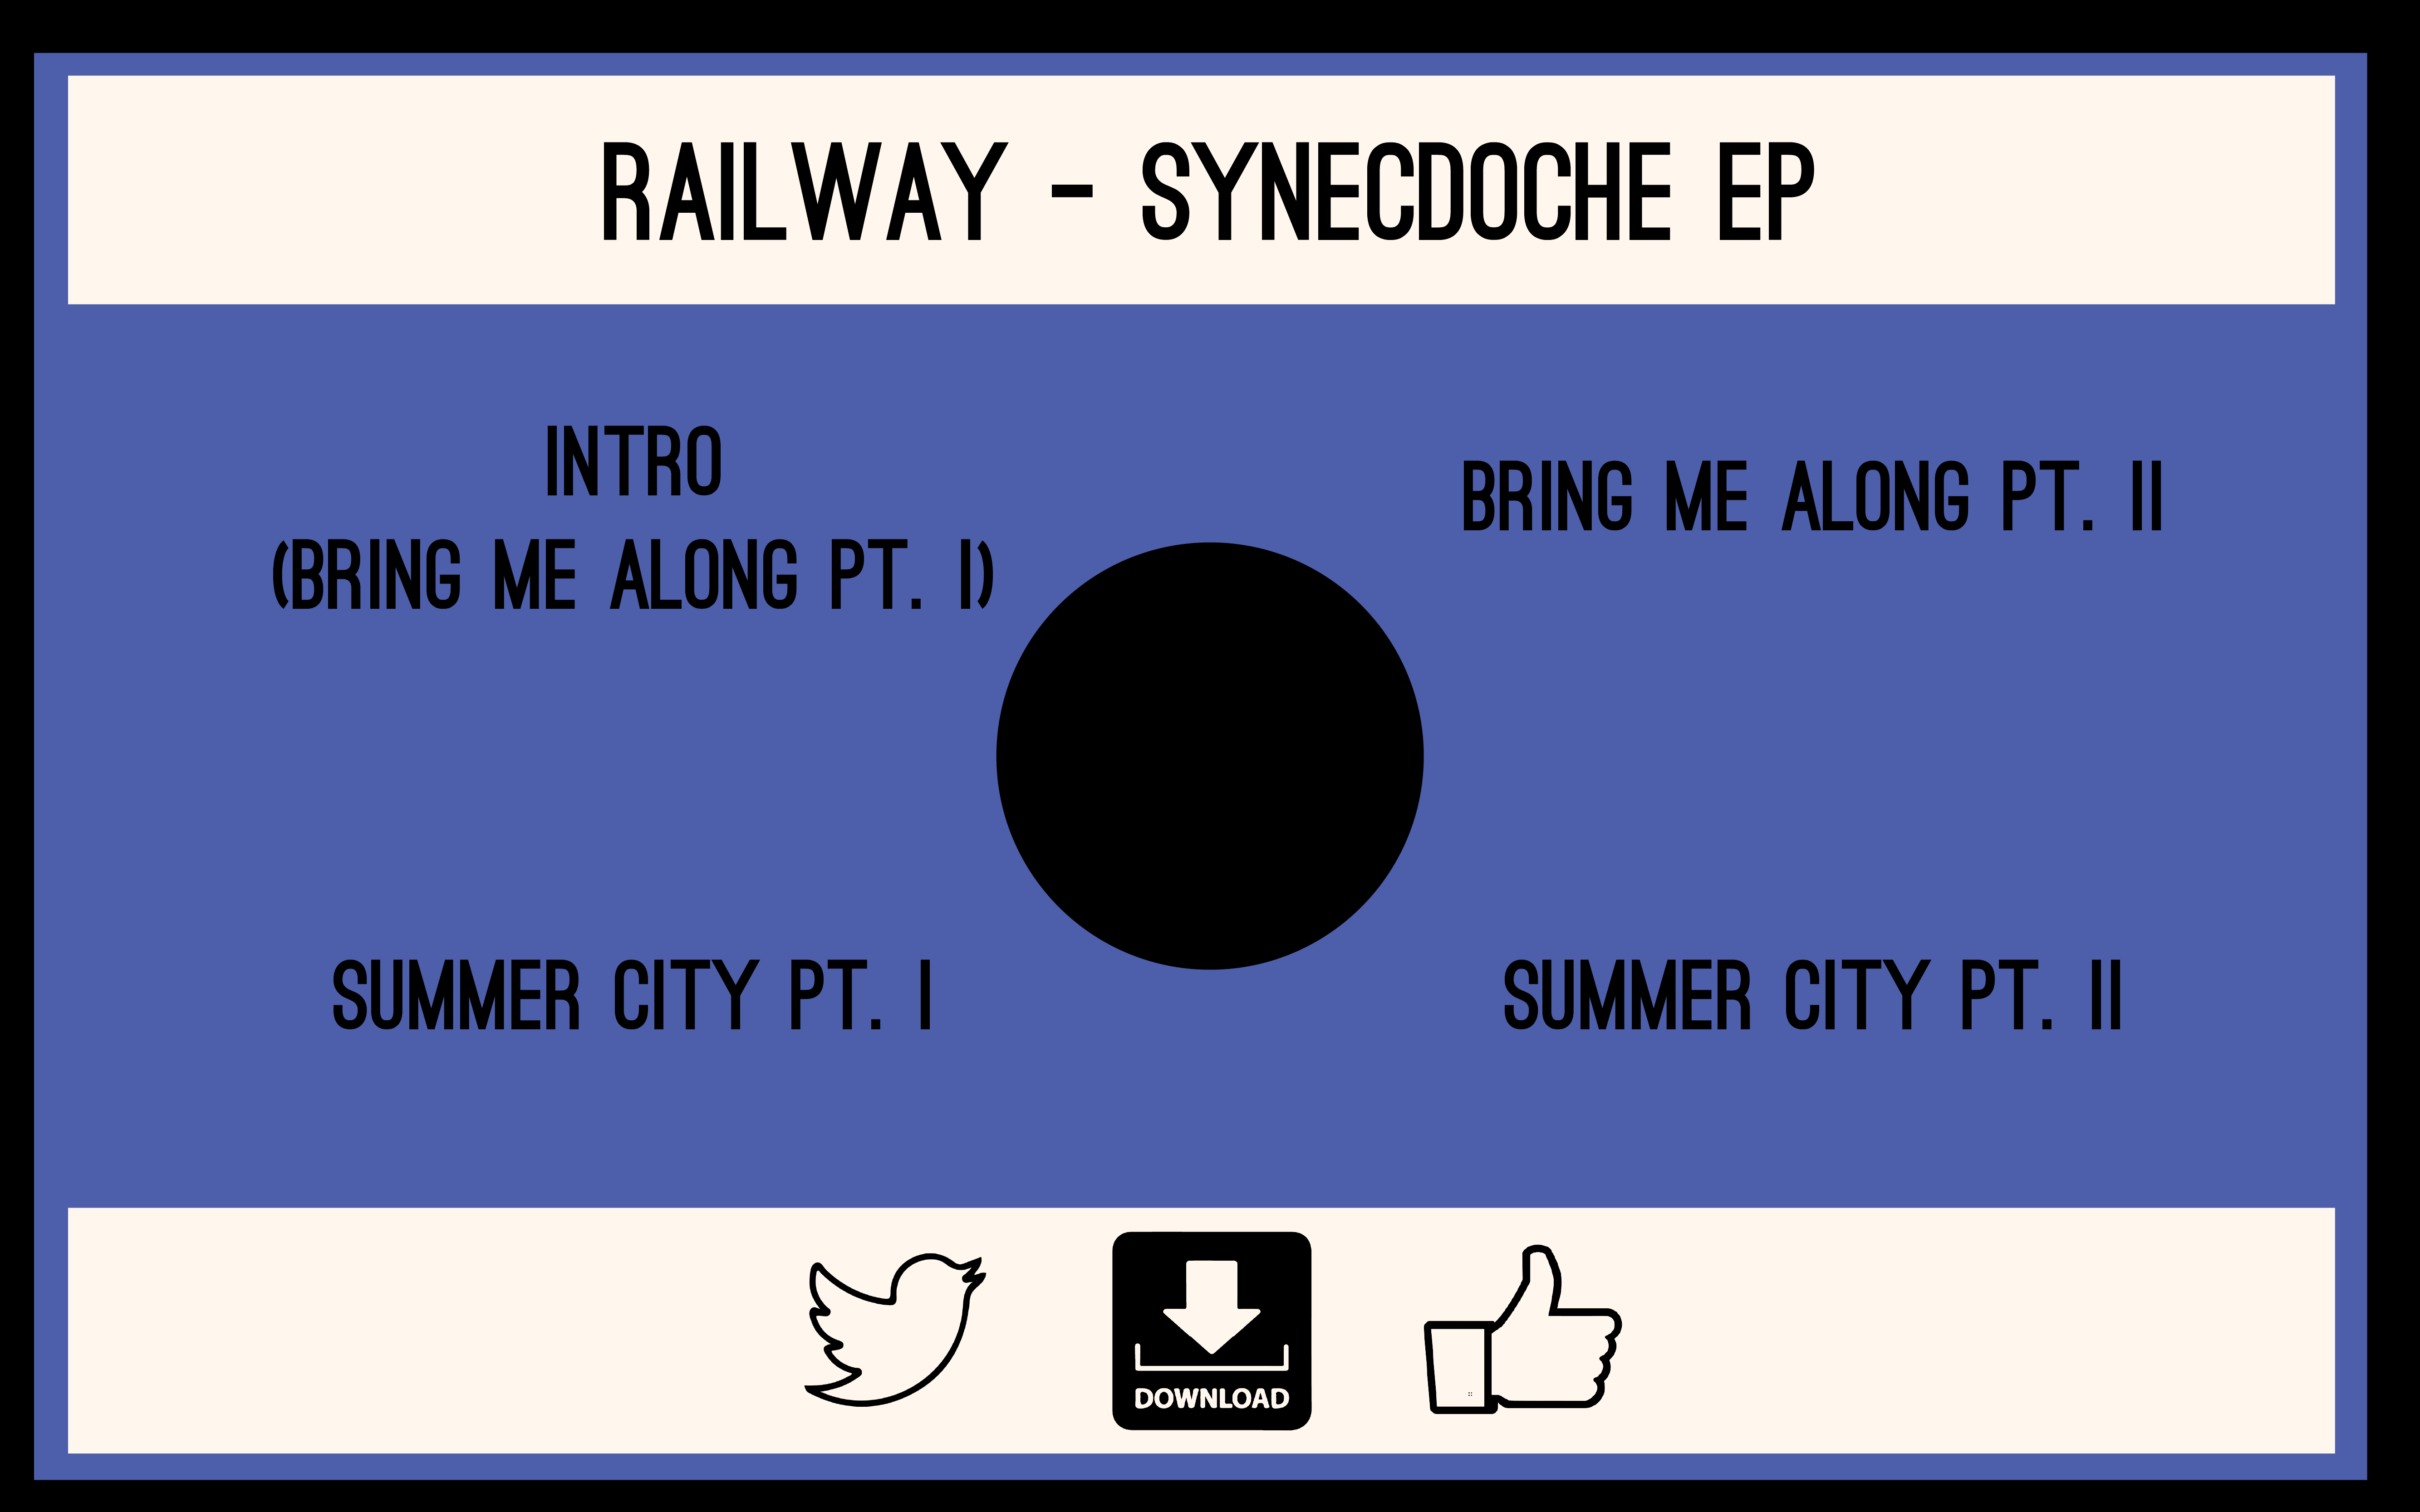 RAILWAY - SYNECDOCHE EP
INTRO
(BRING ME ALONG PT. I)
BRING ME ALONG PT. II
SUMMER CITY PT. I
SUMMER CITY PT. II
DOWNLOAD